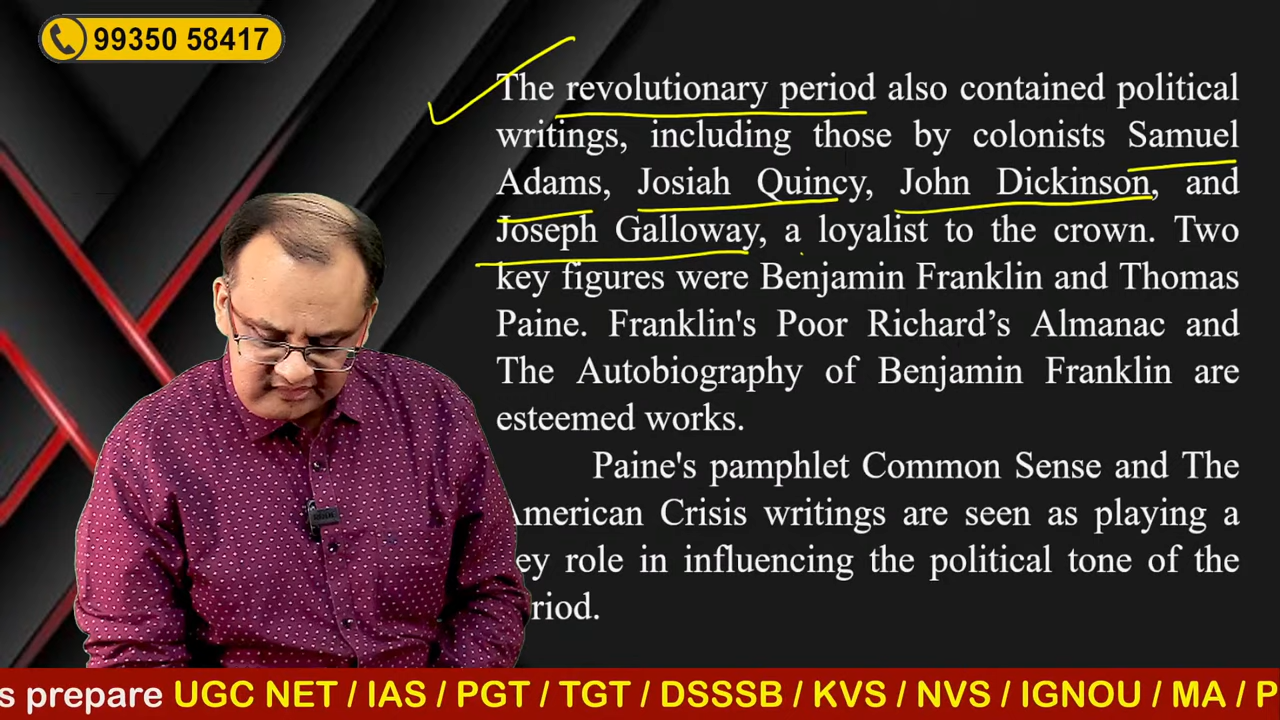 99350 58417
The revolutionary period also contained political
writings, including those by colonists Samuel
Adams, Josiah Quincy, John Dickinson, and
Joseph Galloway, a loyalist to the crown. Two
key figures were Benjamin Franklin and Thomas
Paine. Franklin's Poor Richard’s Almanac and
The Autobiography of Benjamin Franklin are
esteemed works.
Paine's pamphlet Common Sense and The
American Crisis writings are seen as playing a
ey role in influencing the political tone of the
riod.
s prepare UGC NET / IAS / PGT / TGT / DSSSB / KVS / NVS / IGNOU / MA / P